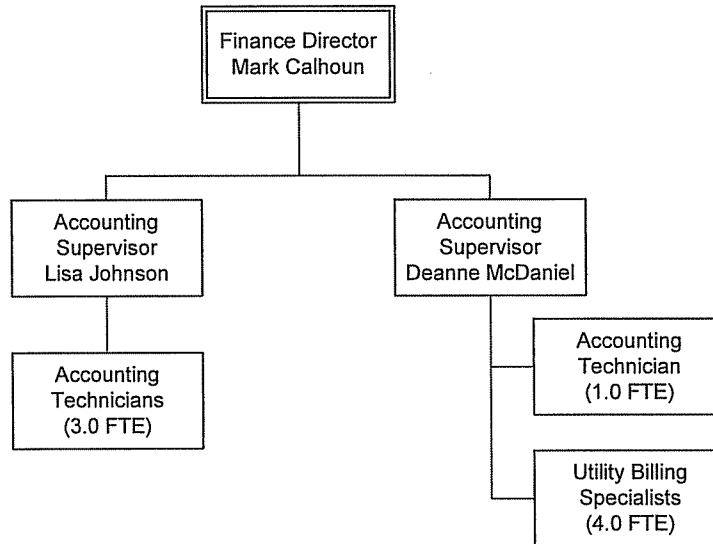 Finance Director
Mark Calhoun
Accounting
Supervisor
Lisa Johnson
Accounting
Technicians
(3.0 FTE)
Accounting
Supervisor
Deanne McDaniel
Accounting
Technician
(1.0 FTE)
Utility Billing
Specialists
(4.0 FTE)